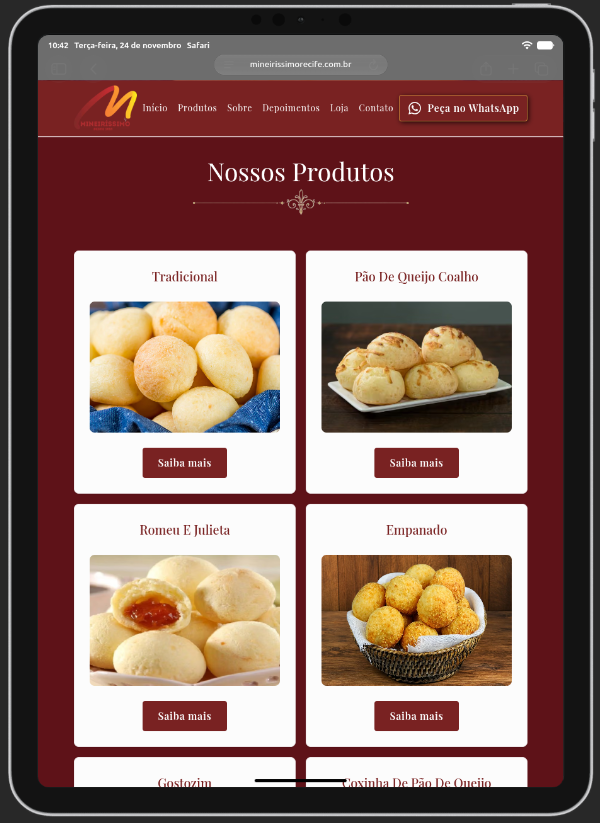 10:42 Terça-feira, 24 de novembro Safari
mineirissimorecife.com.br
MINEIRISSIMO
Início Produtos Sobre Depoimentos Loja Contato Peça no WhatsApp
Nossos Produtos
Tradicional
Pão De Queijo Coalho
Saiba mais
Saiba mais
Romeu E Julieta
Empanado
Saiba mais
Saiba mais
Gostozim
Coxinha De Pão De Queijo